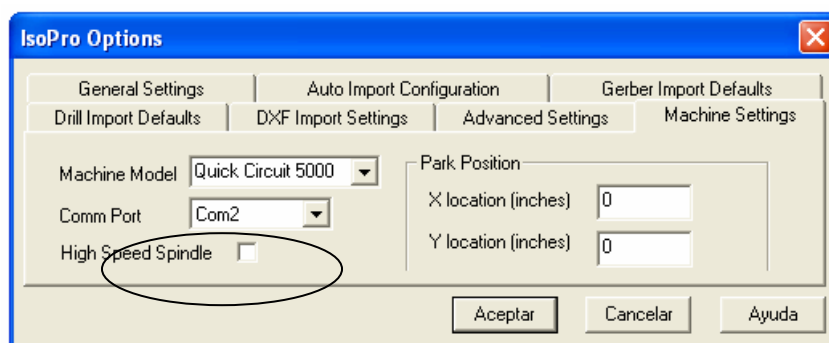 IsoPro Options
General Settings
Auto Import Configuration
Gerber Import Defaults
Drill Import Defaults
DXF Import Settings
Advanced Settings
Machine Settings
Machine Model
Quick Circuit 5000
Comm Port
Com2
High Speed Spindle
Park Position
X location (inches)
0
Y location (inches)
0
Aceptar
Cancelar
Ayuda